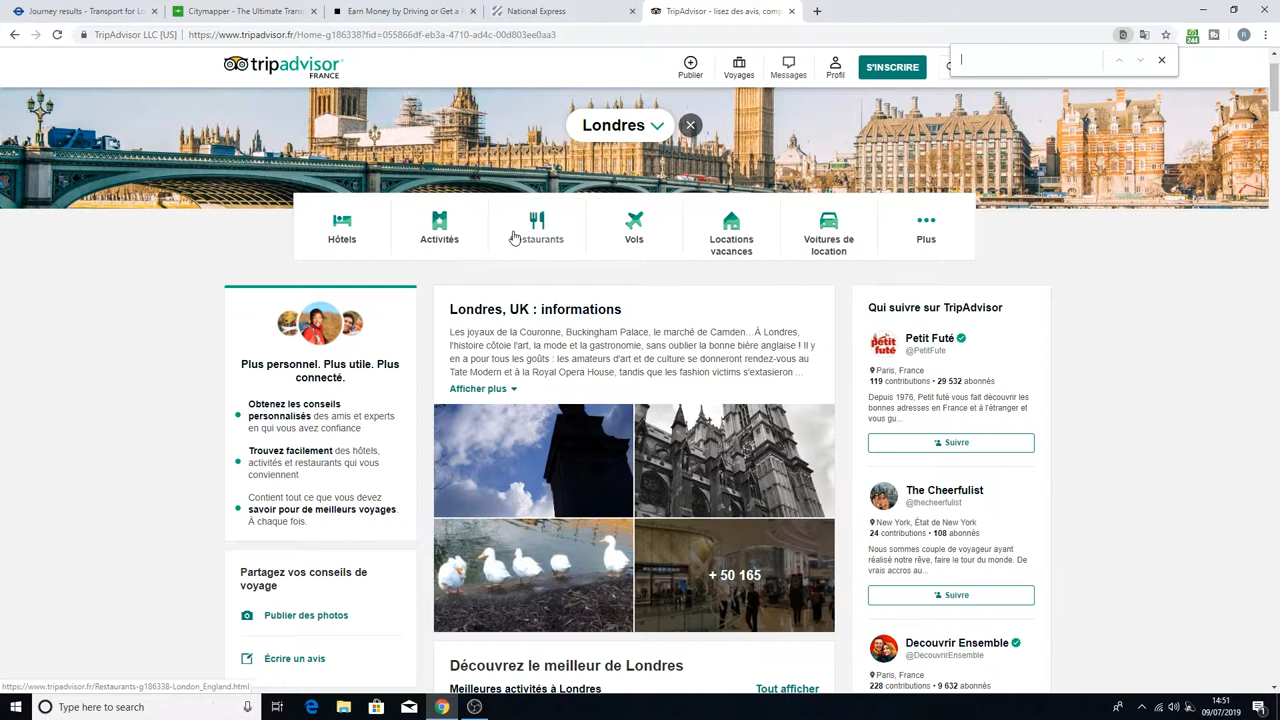 Journeys – Transport for Lo
Citymapper - The Ultimate Trans
Earn Money by Driving or Get a F
National Express
TripAdvisor - lisez des avis, comp
TripAdvisor LLC [US] | https://www.tripadvisor.fr/Home-g186338?fid=055866df-eb3a-4710-ad4c-00d803ee0aa3
244
R
tripadvisor
FRANCE
Publier
Voyages
Messages
Profil
S'INSCRIRE
Londres
Hôtels
Activités
staurants
Vols
Locations
vacances
Voitures de
location
Plus
Plus personnel. Plus utile. Plus
connecté.
Obtenez les conseils
personnalisés des amis et experts
en qui vous avez confiance
Trouvez facilement des hôtels,
activités et restaurants qui vous
conviennent
Contient tout ce que vous devez
savoir pour de meilleurs voyages.
À chaque fois.
Partagez vos conseils de
voyage
Publier des photos
Écrire un avis
Londres, UK : informations
Les joyaux de la Couronne, Buckingham Palace, le marché de Camden…À Londres,
l'histoire côtoie l'art, la mode et la gastronomie, sans oublier la bonne bière anglaise ! Il y
en a pour tous les goûts : les amateurs d'art et de culture se donneront rendez-vous au
Tate Modern et à la Royal Opera House, tandis que les fashion victims s'extasieront ...
Afficher plus
+ 50 165
Découvrez le meilleur de Londres
Meilleures activités à Londres
Tout afficher
Qui suivre sur TripAdvisor
petit futé
Petit Futé
@PetitFute
Paris, France
119 contributions • 29 532 abonnés
Depuis 1976, Petit futé vous fait découvrir les
bonnes adresses en France et à l'étranger et
vous gu...
Suivre
The Cheerfulist
@thecheerfulist
New York, État de New York
24 contributions • 108 abonnés
Nous sommes couple de voyageur ayant
réalisé notre rêve, faire le tour du monde. De
vrais accros au...
Suivre
Decouvrir Ensemble
@DecouvrirEnsemble
Paris, France
228 contributions • 9 632 abonnés
https://www.tripadvisor.fr/Restaurants-g186338-London_England.html
Type here to search
14:51
09/07/2019
1